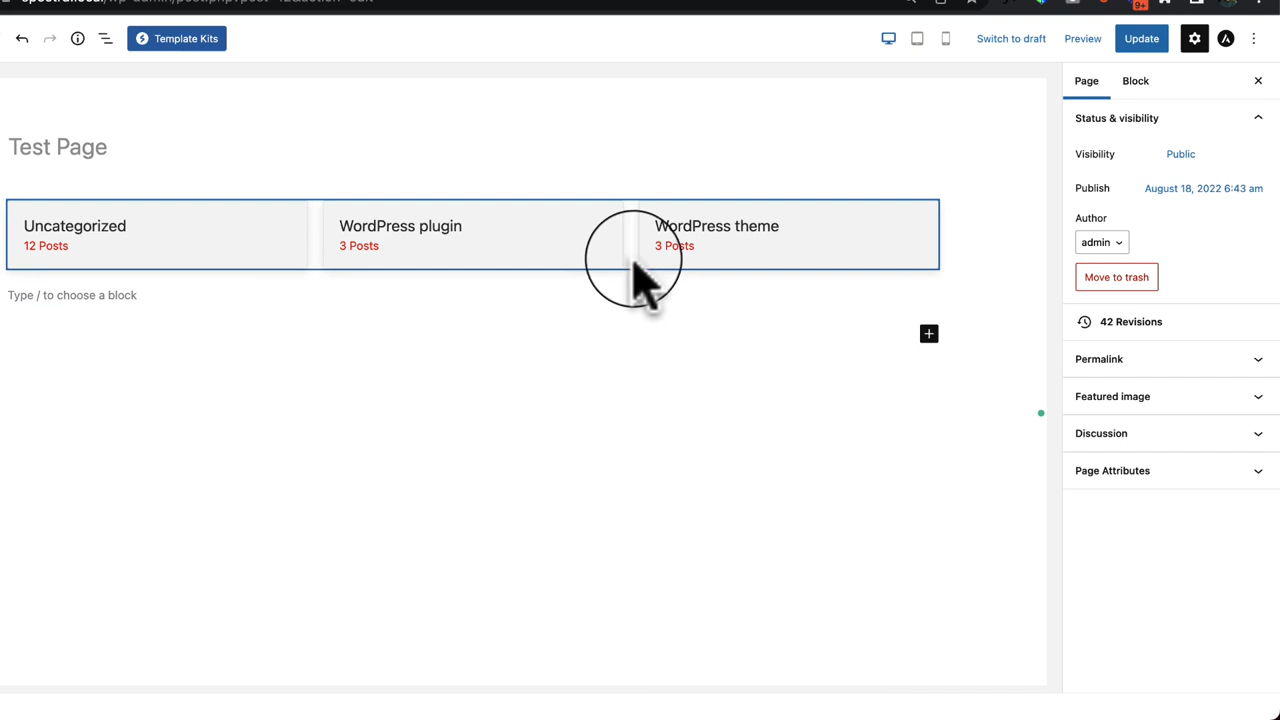 9+
Template Kits
Switch to draft
Preview
Update
Page
Block
Status & visibility
Visibility
Public
Publish
August 18, 2022 6:43 am
Author
admin
Move to trash
42 Revisions
Permalink
Featured image
Discussion
Page Attributes
Test Page
Uncategorized
12 Posts
WordPress plugin
3 Posts
WordPress theme
3 Posts
Type / to choose a block